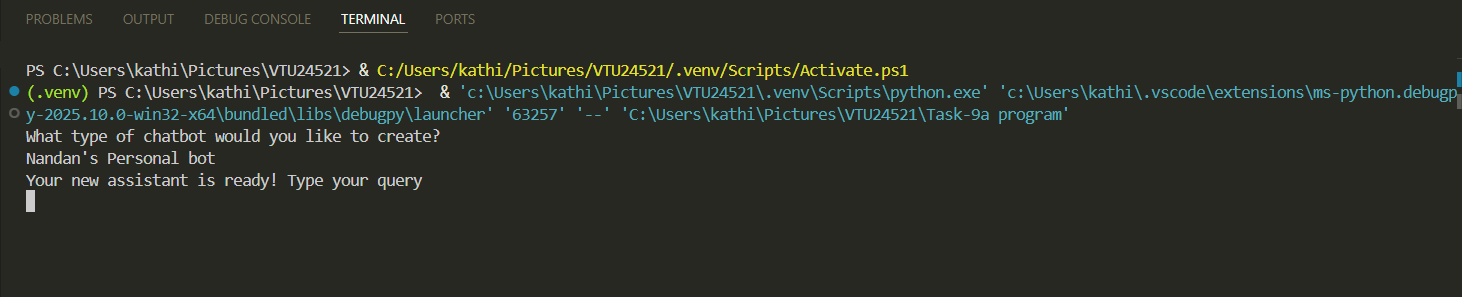 PROBLEMS OUTPUT DEBUG CONSOLE TERMINAL PORTS
PS C:\Users\kathi\Pictures\VTU24521> & C:/Users/kathi/Pictures/VTU24521/.venv/Scripts/Activate.ps1
(.venv) PS C:\Users\kathi\Pictures\VTU24521>  & 'c:\Users\kathi\Pictures\VTU24521\.venv\Scripts\python.exe' 'c:\Users\kathi\.vscode\extensions\ms-python.debugp
y-2025.10.0-win32-x64\bundled\libs\debugpy\launcher' '63257' '--' 'C:\Users\kathi\Pictures\VTU24521\Task-9a program'
What type of chatbot would you like to create?
Nandan's Personal bot
Your new assistant is ready! Type your query